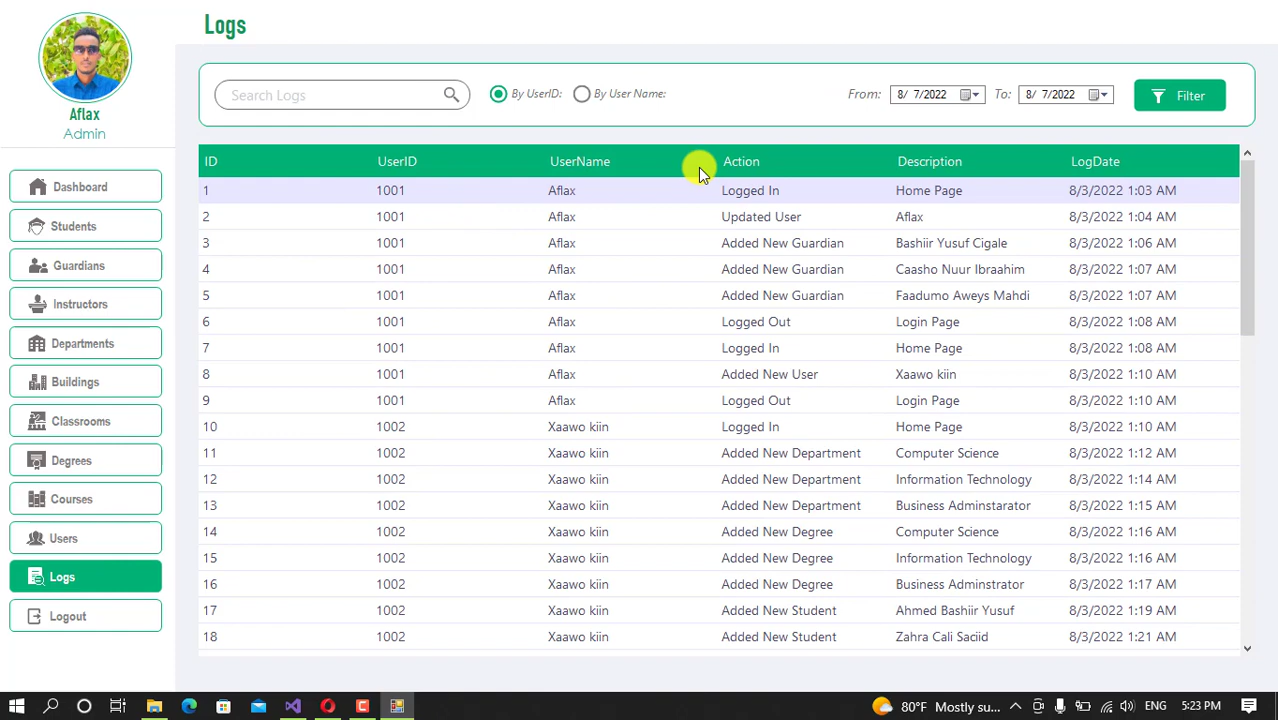 Logs
Aflax
Admin
Search Logs
By UserID:
By User Name:
From: 8/ 7/2022
To: 8/ 7/2022
Filter
Dashboard
Students
Guardians
Instructors
Departments
Buildings
Classrooms
Degrees
Courses
Users
Logs
Logout
ID UserID UserName Action Description LogDate
1 1001 Aflax Logged In Home Page 8/3/2022 1:03 AM
2 1001 Aflax Updated User Aflax 8/3/2022 1:04 AM
3 1001 Aflax Added New Guardian Bashiir Yusuf Cigale 8/3/2022 1:06 AM
4 1001 Aflax Added New Guardian Caasho Nuur Ibraahim 8/3/2022 1:07 AM
5 1001 Aflax Added New Guardian Faadumo Aweys Mahdi 8/3/2022 1:07 AM
6 1001 Aflax Logged Out Login Page 8/3/2022 1:08 AM
7 1001 Aflax Logged In Home Page 8/3/2022 1:08 AM
8 1001 Aflax Added New User Xaawo kiin 8/3/2022 1:10 AM
9 1001 Aflax Logged Out Login Page 8/3/2022 1:10 AM
10 1002 Xaawo kiin Logged In Home Page 8/3/2022 1:10 AM
11 1002 Xaawo kiin Added New Department Computer Science 8/3/2022 1:12 AM
12 1002 Xaawo kiin Added New Department Information Technology 8/3/2022 1:14 AM
13 1002 Xaawo kiin Added New Department Business Adminstarator 8/3/2022 1:15 AM
14 1002 Xaawo kiin Added New Degree Computer Science 8/3/2022 1:16 AM
15 1002 Xaawo kiin Added New Degree Information Technology 8/3/2022 1:16 AM
16 1002 Xaawo kiin Added New Degree Business Adminstrator 8/3/2022 1:17 AM
17 1002 Xaawo kiin Added New Student Ahmed Bashiir Yusuf 8/3/2022 1:19 AM
18 1002 Xaawo kiin Added New Student Zahra Cali Saciid 8/3/2022 1:21 AM
80°F Mostly su... ENG 5:23 PM